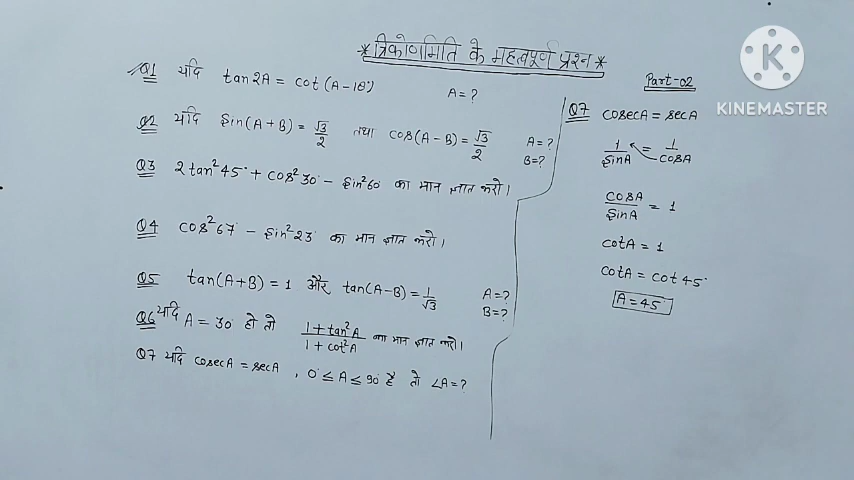 *त्रिकोणमिति के महत्वपूर्ण प्रश्न*
Part-02
KINEMASTER
Q1 यदि tan2A = cot(A-18°) A=?
Q2 यदि sin(A+B) = √3/2 तथा cos(A-B) = √3/2 A=? B=?
Q3 2tan²45° + cos²30° - sin²60° का मान ज्ञात करो।
Q4 cos²67° - sin²23° का मान ज्ञात करो।
Q5 tan(A+B) = 1 और tan(A-B) = 1/√3 A=? B=?
Q6 यदि A = 30° हो तो (1+tan²A)/(1+cot²A) का मान ज्ञात करो।
Q7 यदि cosecA = secA, 0° ≤ A ≤ 90° है तो ∠A=?
Q7 cosecA = secA
1/sinA = 1/cosA
cosA/sinA = 1
cotA = 1
cotA = cot45°
A=45°